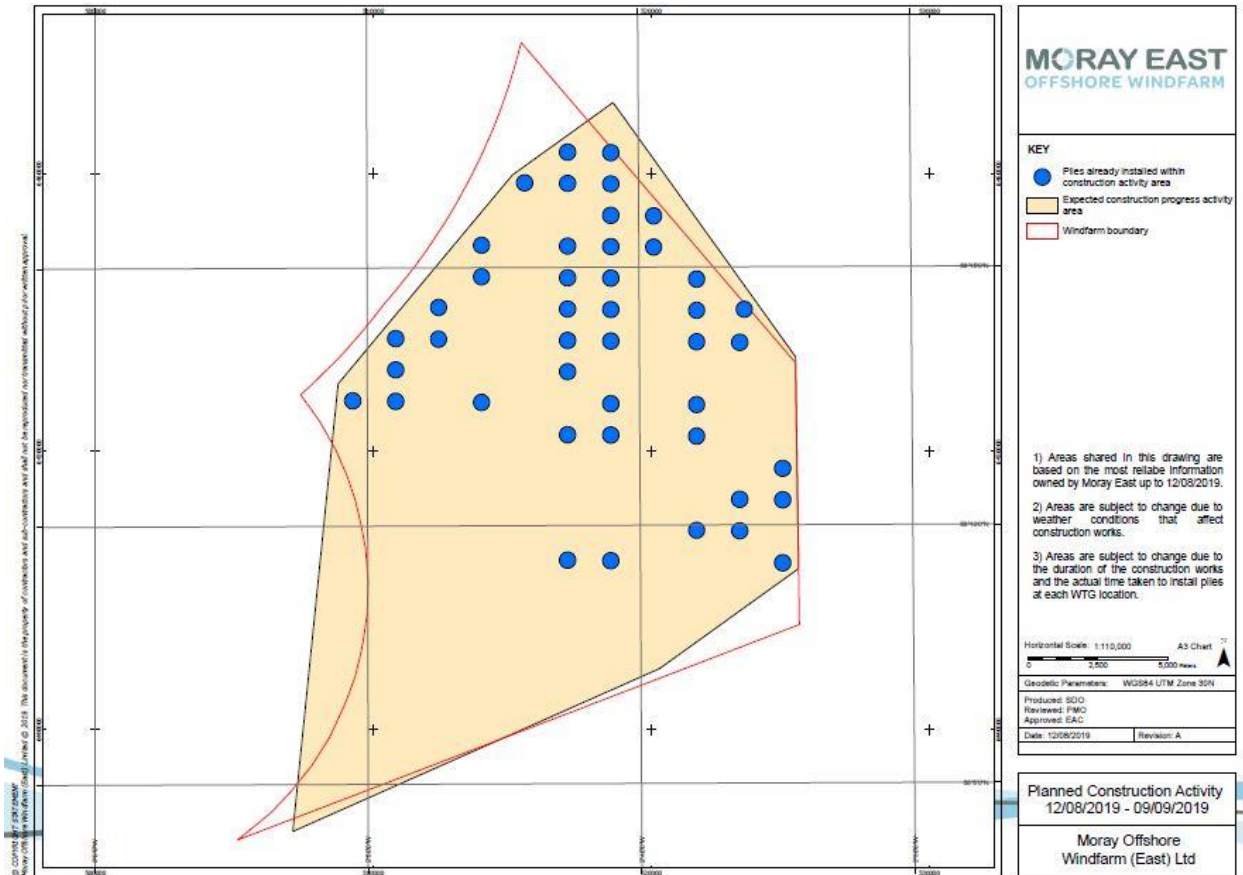 MORAY EAST
OFFSHORE WINDFARM
KEY
Piles already installed within
construction activity area
Expected construction progress activity
area
Windfarm boundary
1) Areas shared in this drawing are
based on the most reliabe information
owned by Moray East up to 12/08/2019.
2) Areas are subject to change due to
weather conditions that affect
construction works.
3) Areas are subject to change due to
the duration of the construction works
and the actual time taken to install piles
at each WTG location.
Horizontal Scale: 1:110,000 A3 Chart
0 2,500 5,000
Geodetic Parameters: WGS84 UTM Zone 30N
Produced: SDO
Reviewed: PMO
Approved: EAC
Date: 12/08/2019 Revision: A
Planned Construction Activity
12/08/2019 - 09/09/2019
Moray Offshore
Windfarm (East) Ltd